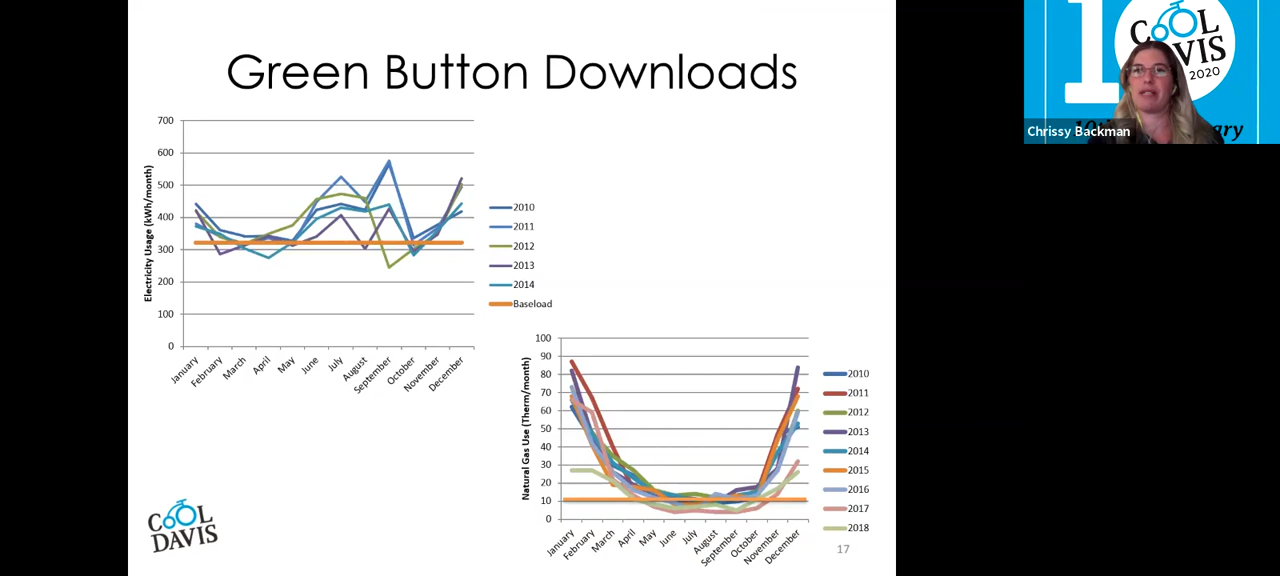 Green Button Downloads
700
600
500
400
300
200
100
0
Electricity Usage (kWh/month)
January
February
March
April
May
June
July
August
September
October
November
December
2010
2011
2012
2013
2014
Baseload
100
90
80
70
60
50
40
30
20
10
0
Natural Gas Use (Therm/month)
January
February
March
April
May
June
July
August
September
October
November
December
2010
2011
2012
2013
2014
2015
2016
2017
2018
COOL
DAVIS
17
COOL
DAVIS
2020
Chrissy Backman